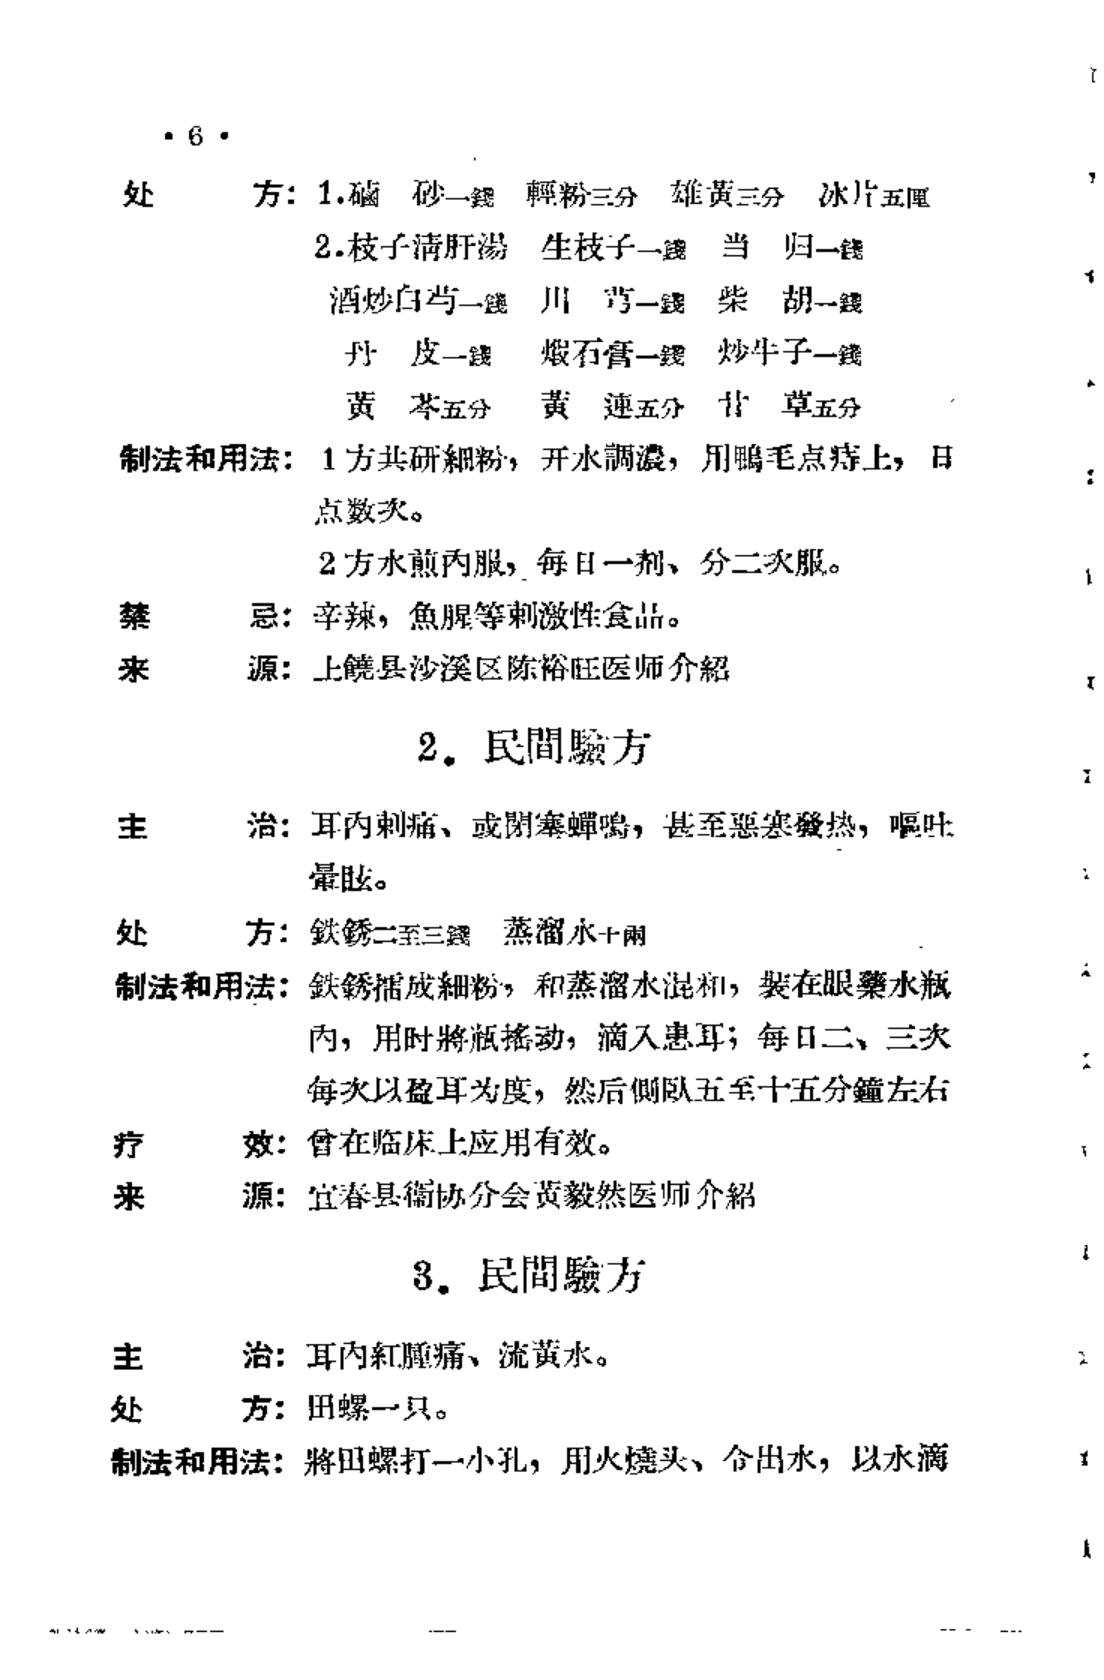 • 6 •
处 方：1.磠 砂一錢 輕粉三分 雄黃三分 冰片五厘
2.枝子清肝湯 生枝子一錢 当 归一錢
酒炒白芍一錢 川 芎一錢 柴 胡一錢
丹 皮一錢 煅石膏一錢 炒牛子一錢
黃 芩五分 黃 連五分 甘 草五分
制法和用法：1方共研細粉，开水調濃，用鴨毛点痔上，日
点数次。
2方水煎內服，每日一剂、分二次服。
禁 忌：辛辣，魚腥等刺激性食品。
来 源：上饒县沙溪区陈裕旺医师介紹
2．民間驗方
主 治：耳內刺痛、或閉塞蟬鳴，甚至惡寒發热，嘔吐
暈眩。
处 方：鉄銹二至三錢 蒸溜水十兩
制法和用法：鉄銹擂成細粉，和蒸溜水混和，裝在眼藥水瓶
內，用时將瓶搖动，滴入患耳；每日二、三次
每次以盈耳为度，然后側臥五至十五分鐘左右
疗 效：曾在临床上应用有效。
来 源：宜春县衞协分会黃毅然医师介紹
3．民間驗方
主 治：耳內紅腫痛、流黃水。
处 方：田螺一只。
制法和用法：將田螺打一小孔，用火燒头、令出水，以水滴